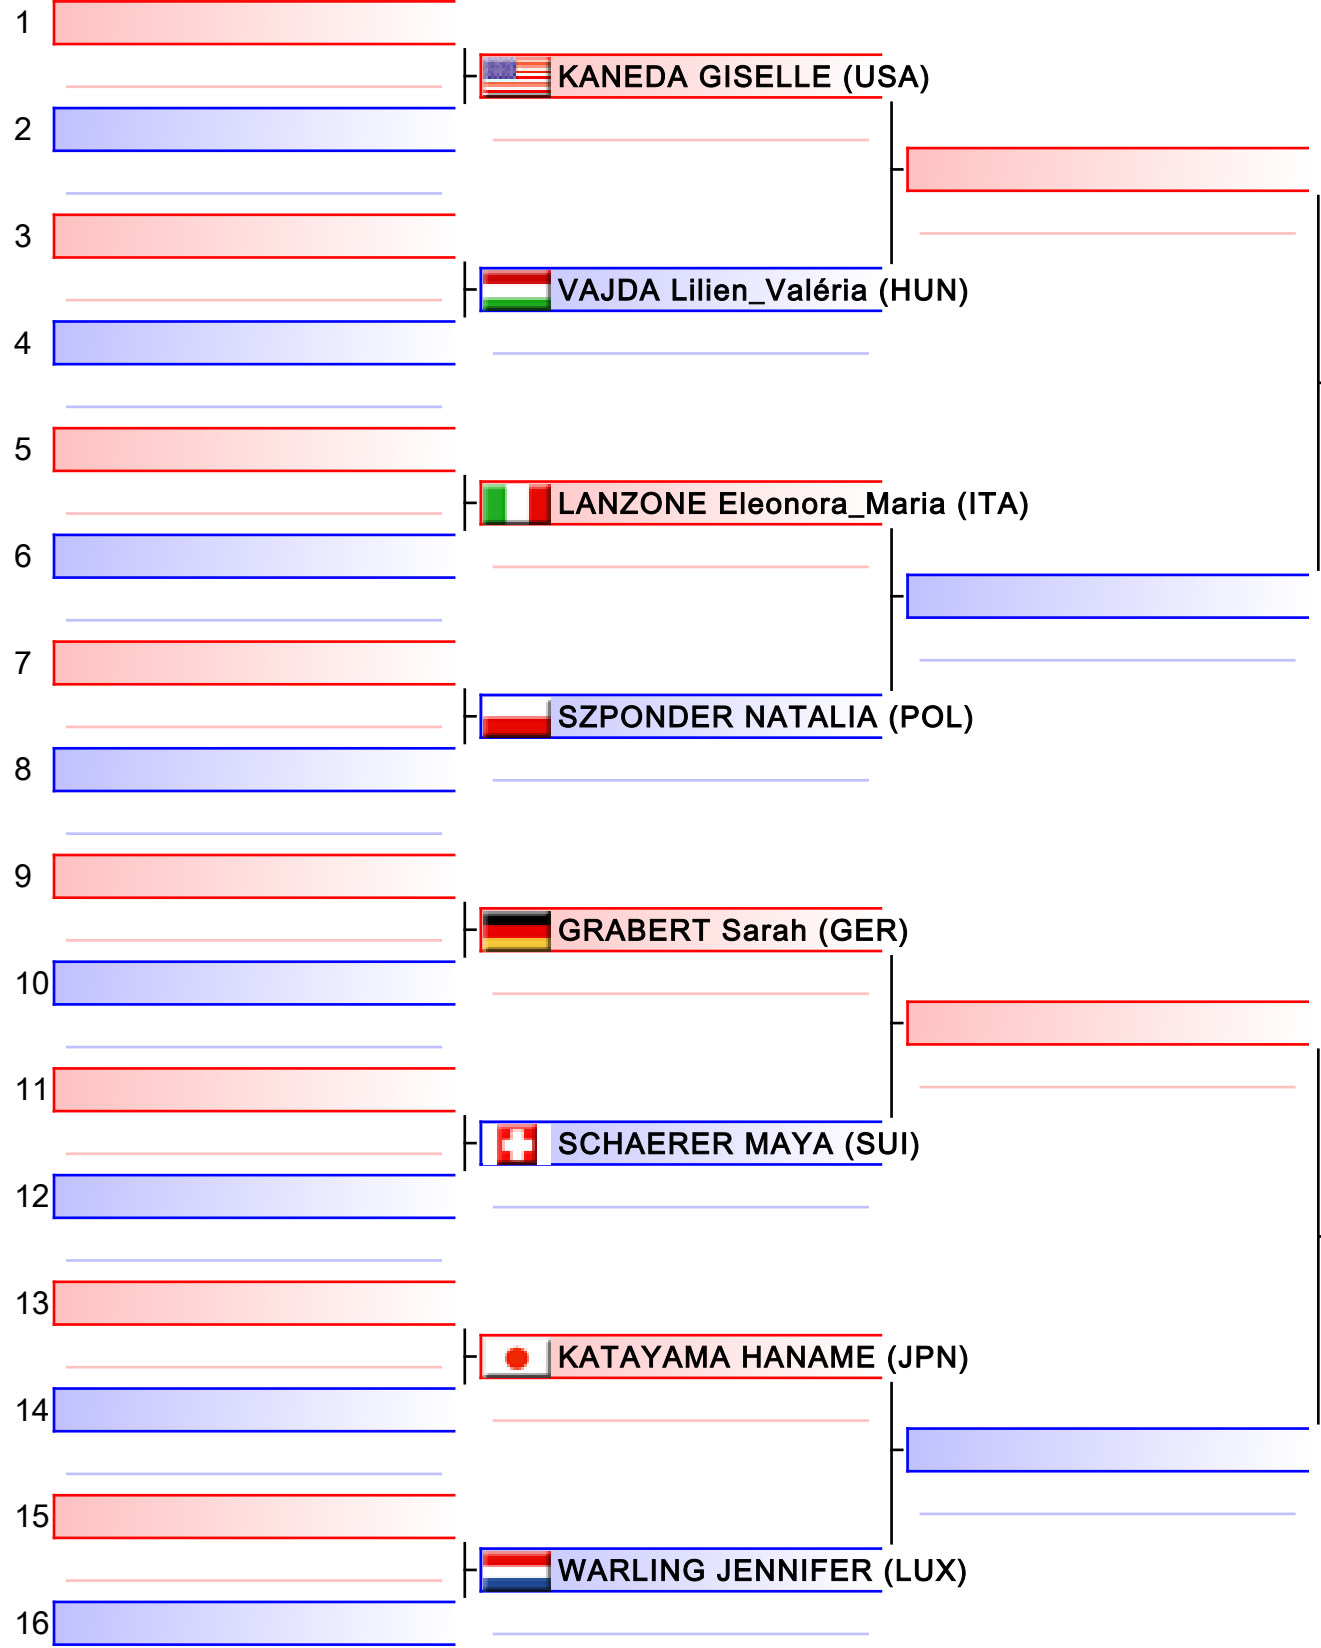 1
KANEDA GISELLE (USA)
2
3
VAJDA Lilien_Valéria (HUN)
4
5
LANZONE Eleonora_Maria (ITA)
6
7
SZPONDER NATALIA (POL)
8
9
GRABERT Sarah (GER)
10
11
SCHAERER MAYA (SUI)
12
13
KATAYAMA HANAME (JPN)
14
15
WARLING JENNIFER (LUX)
16